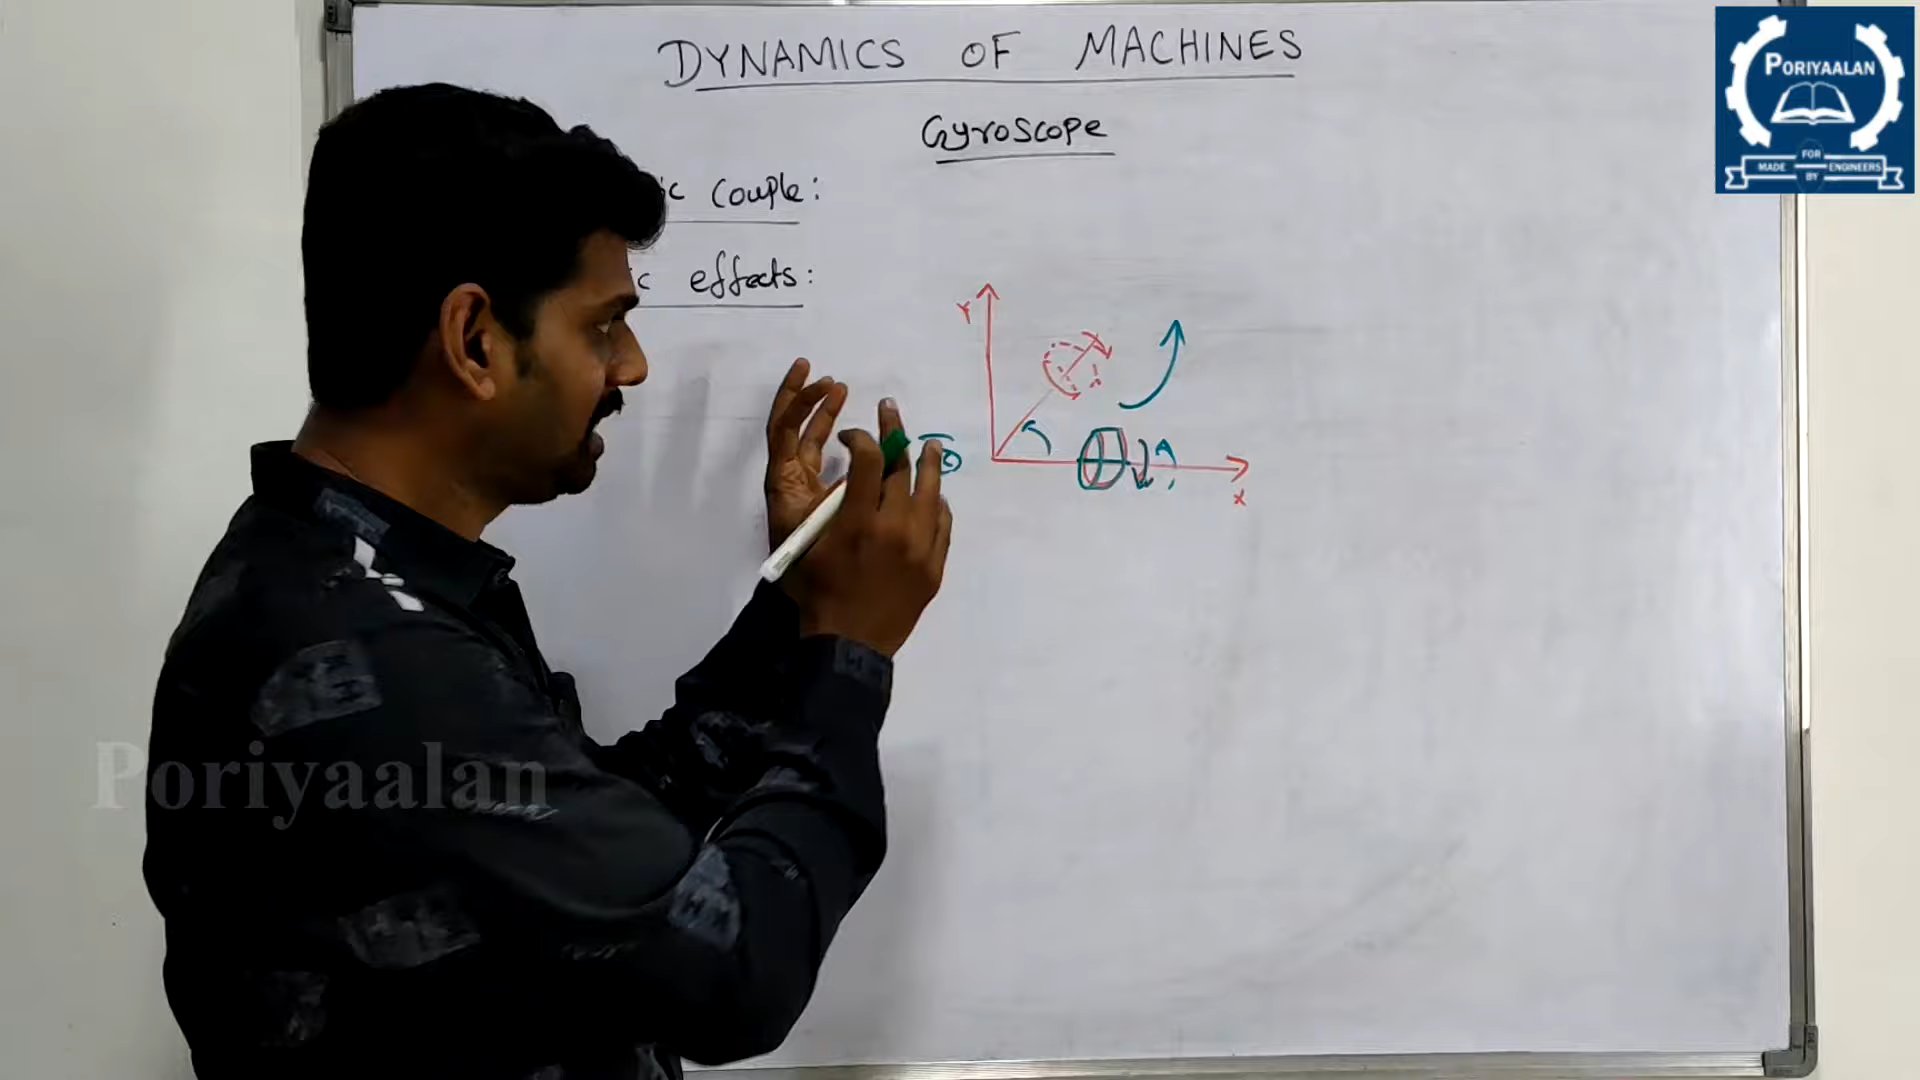 DYNAMICS OF MACHINES
Gyroscope
Couple:
effects:
Y
X
PORIYAALAN
MADE FOR BY ENGINEERS
Poriyaalan